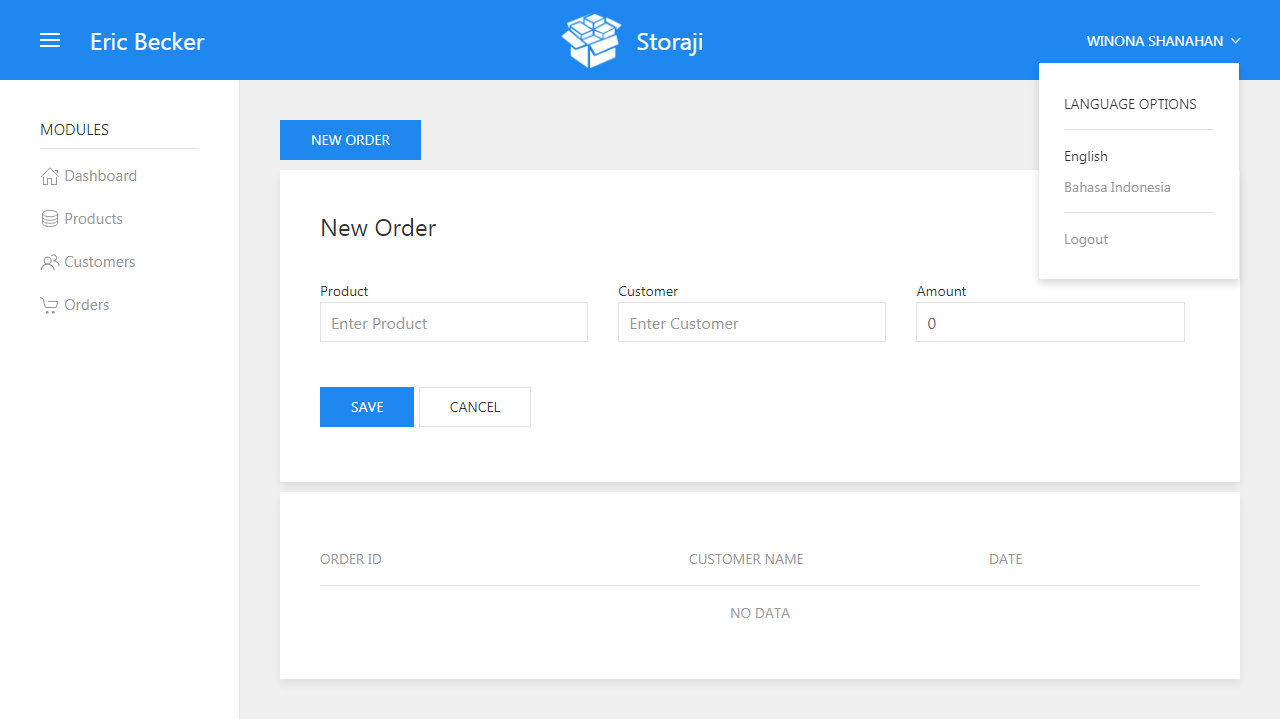 Eric Becker
Storaji
WINONA SHANAHAN
LANGUAGE OPTIONS
English
Bahasa Indonesia
Logout
MODULES
Dashboard
Products
Customers
Orders
NEW ORDER
New Order
Product
Customer
Amount
Enter Product
Enter Customer
0
SAVE
CANCEL
ORDER ID
CUSTOMER NAME
DATE
NO DATA